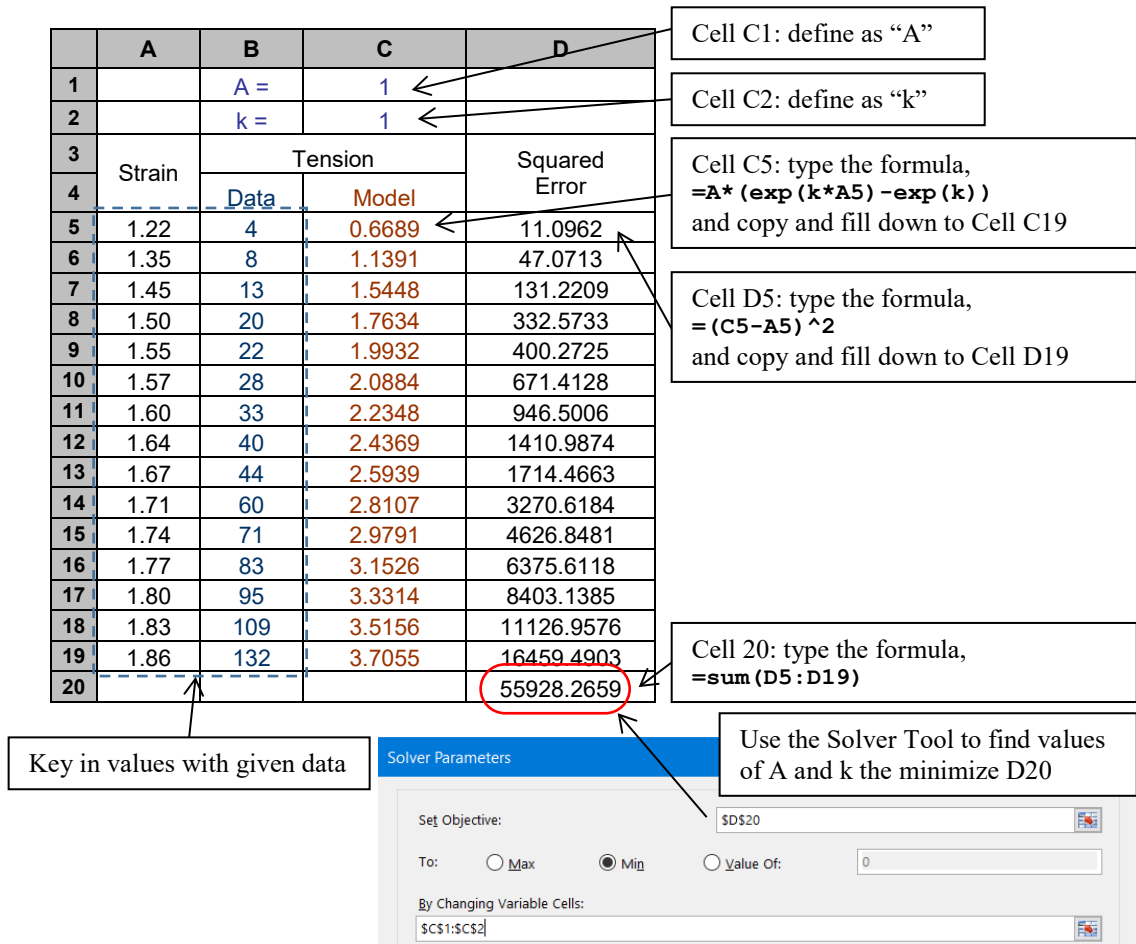 A B C D
1 A = 1
2 k = 1
3 Strain Tension Squared Error
4 Data Model
5 1.22 4 0.6689 11.0962
6 1.35 8 1.1391 47.0713
7 1.45 13 1.5448 131.2209
8 1.50 20 1.7634 332.5733
9 1.55 22 1.9932 400.2725
10 1.57 28 2.0884 671.4128
11 1.60 33 2.2348 946.5006
12 1.64 40 2.4369 1410.9874
13 1.67 44 2.5939 1714.4663
14 1.71 60 2.8107 3270.6184
15 1.74 71 2.9791 4626.8481
16 1.77 83 3.1526 6375.6118
17 1.80 95 3.3314 8403.1385
18 1.83 109 3.5156 11126.9576
19 1.86 132 3.7055 16459.4903
20 55928.2659
Cell C1: define as “A”
Cell C2: define as “k”
Cell C5: type the formula,
=A*(exp(k*A5)-exp(k))
and copy and fill down to Cell C19
Cell D5: type the formula,
=(C5-A5)^2
and copy and fill down to Cell D19
Cell 20: type the formula,
=sum(D5:D19)
Key in values with given data
Use the Solver Tool to find values
of A and k the minimize D20
Solver Parameters
Set Objective: $D$20
To: Max Min Value Of: 0
By Changing Variable Cells:
$C$1:$C$2